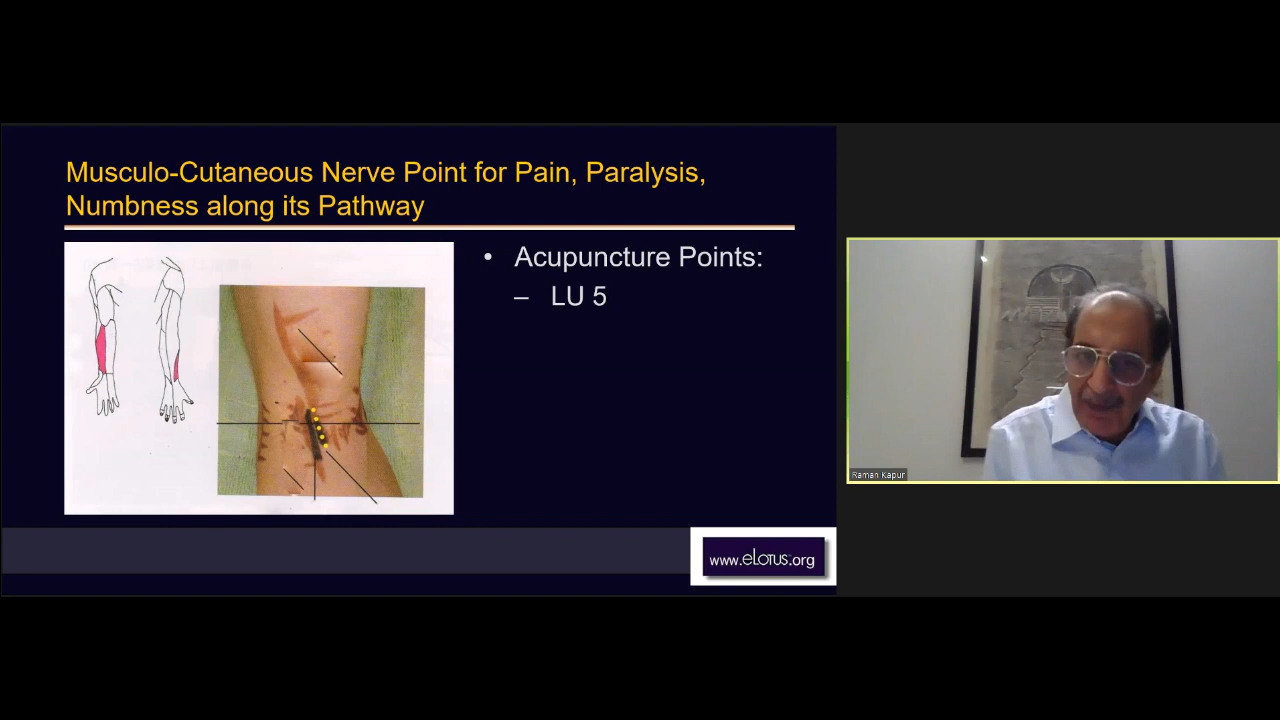 Musculo-Cutaneous Nerve Point for Pain, Paralysis,
Numbness along its Pathway
• Acupuncture Points:
– LU 5
Raman Kapur
www.eLOTUS.org